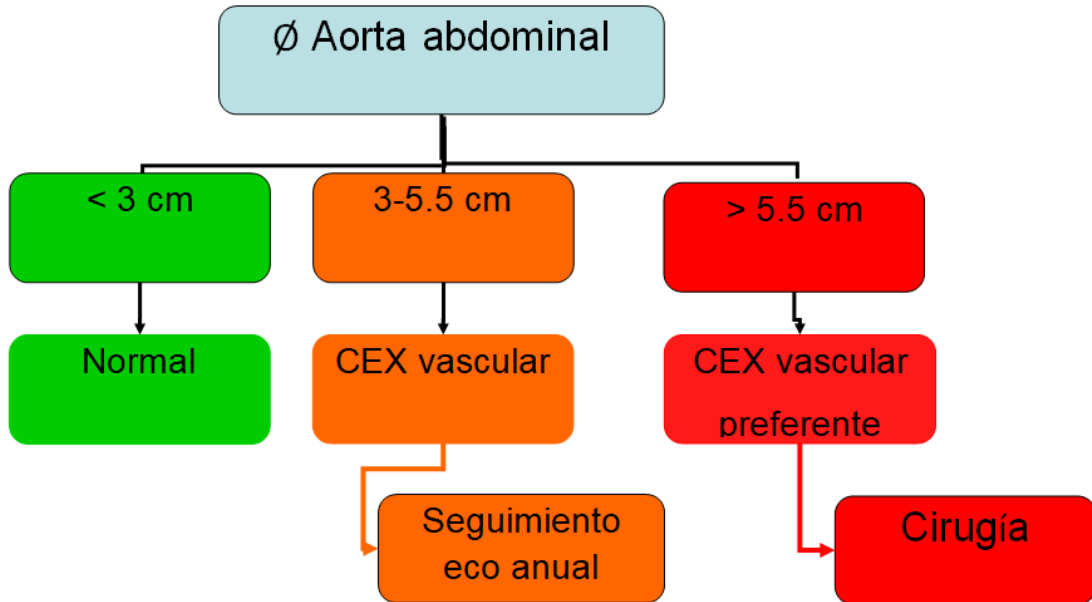 Ø Aorta abdominal
< 3 cm
3-5.5 cm
> 5.5 cm
Normal
CEX vascular
CEX vascular
preferente
Seguimiento
eco anual
Cirugía